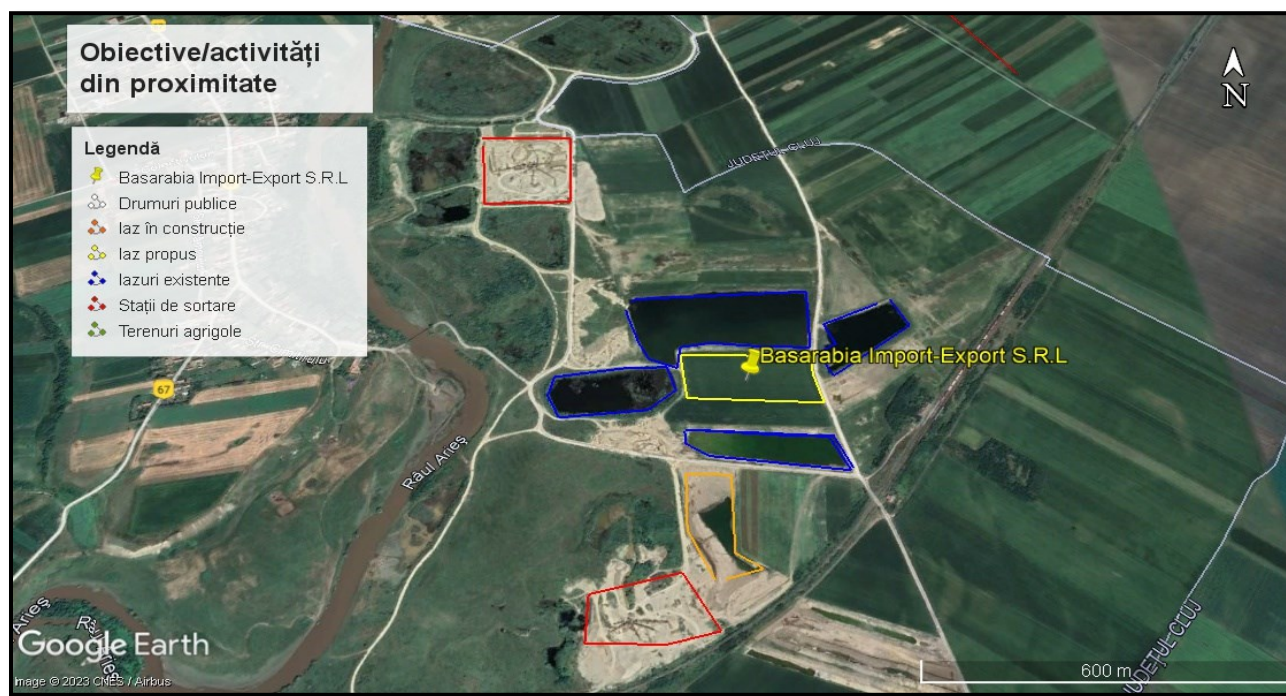 Obiective/activități
din proximitate
Legendă
Basarabia Import-Export S.R.L
Drumuri publice
Iaz în construcție
Iaz propus
Iazuri existente
Stații de sortare
Terenuri agrigole
N
JUDEȚUL CLUJ
Basarabia Import-Export S.R.L
67
Râul Arieș
Arieș
Google Earth
Image © 2023 CNES / Airbus
600 m
JUDEȚUL CLUJ